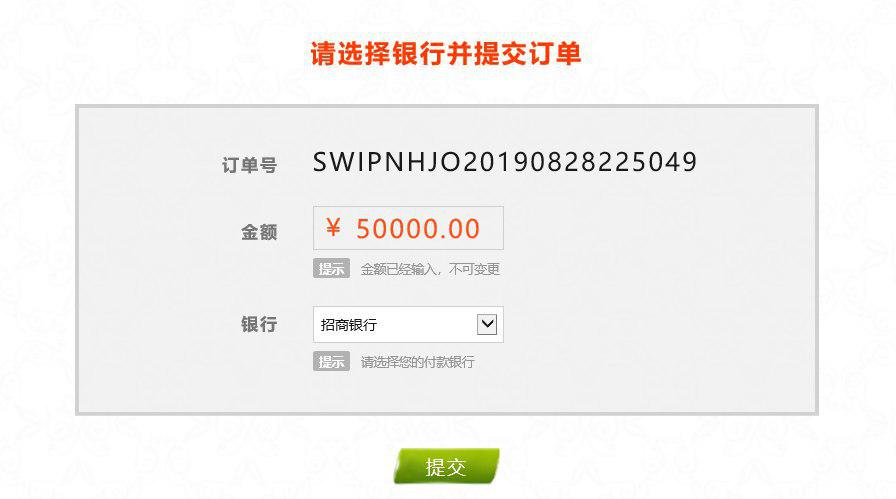 请选择银行并提交订单
订单号 SWIPNHJO20190828225049
金额 ¥ 50000.00
提示 金额已经输入，不可变更
银行 招商银行
提示 请选择您的付款银行
提交